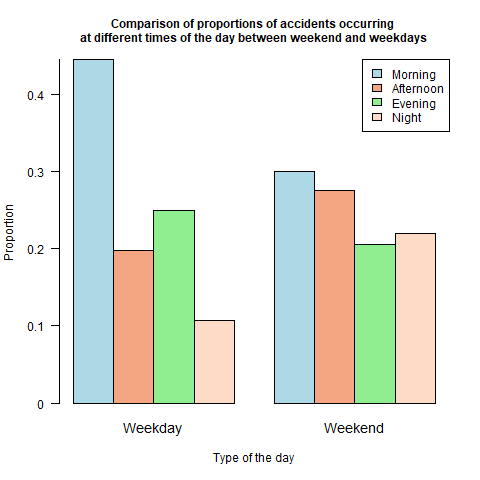 Comparison of proportions of accidents occurring
at different times of the day between weekend and weekdays
Morning
Afternoon
Evening
Night
Proportion
0.4
0.3
0.2
0.1
0
Weekday
Weekend
Type of the day